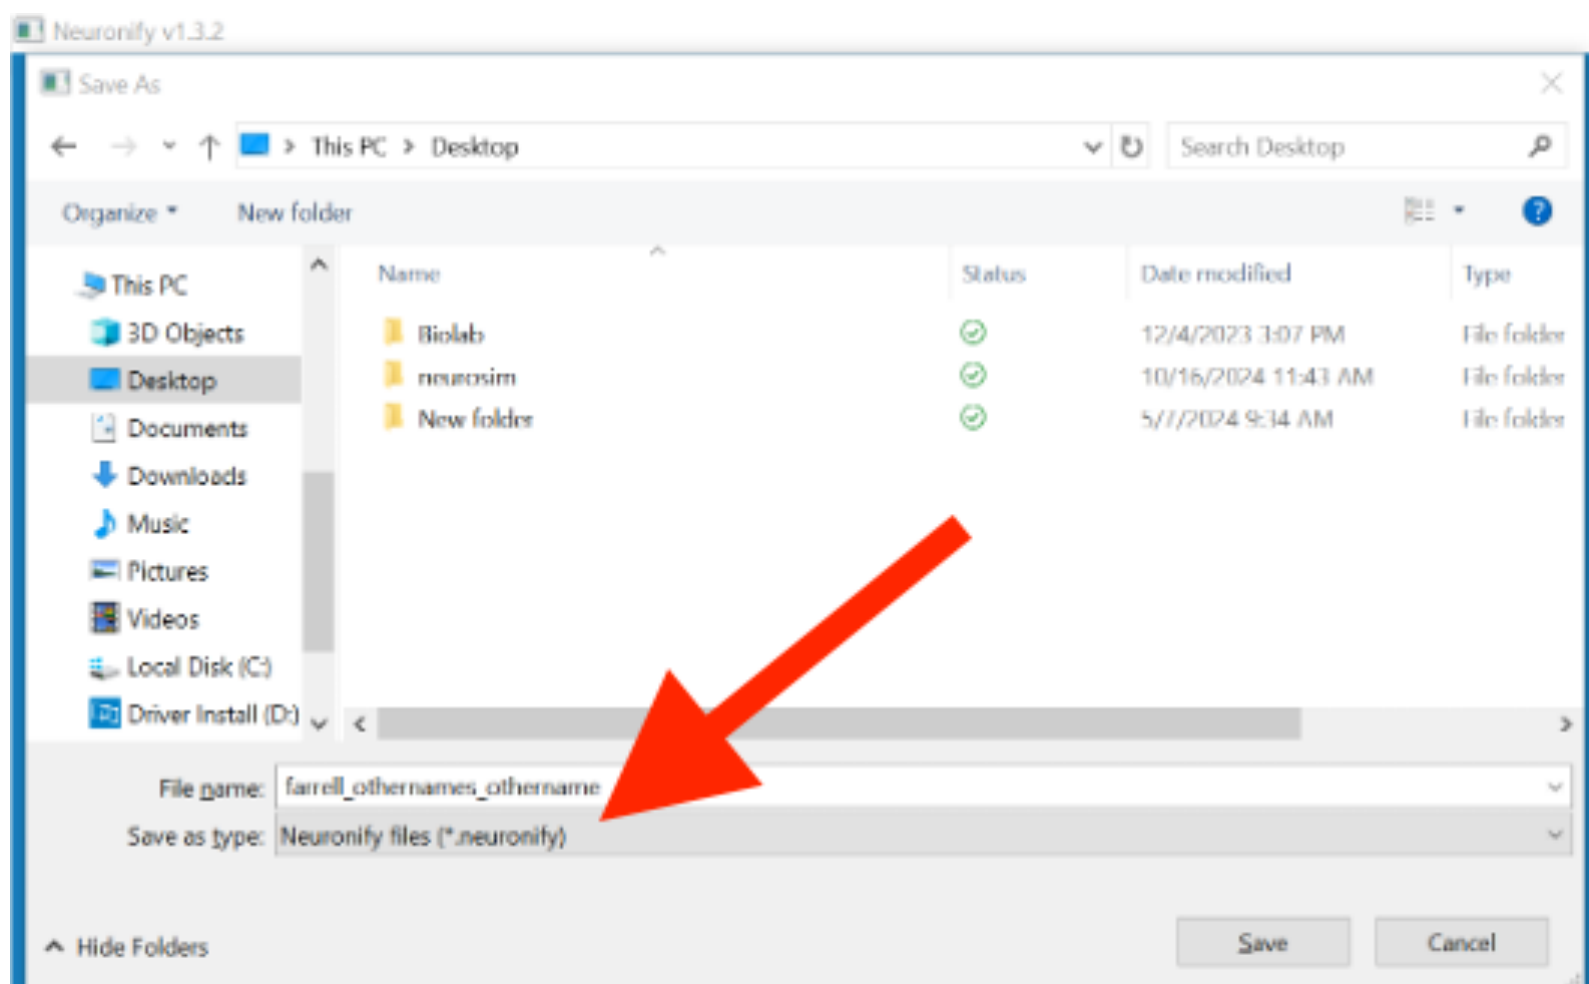 Neuronify v1.3.2
Save As
This PC > Desktop
Search Desktop
Organize
New folder
Name Status Date modified Type
This PC
3D Objects
Desktop
Documents
Downloads
Music
Pictures
Videos
Local Disk (C:)
Driver Install (D:)
Biolab 12/4/2023 3:07 PM File folder
neurosim 10/16/2024 11:43 AM File folder
New folder 5/7/2024 9:34 AM File folder
File name: farrell_othernames_othername
Save as type: Neuronify files (*.neuronify)
Hide Folders
Save
Cancel